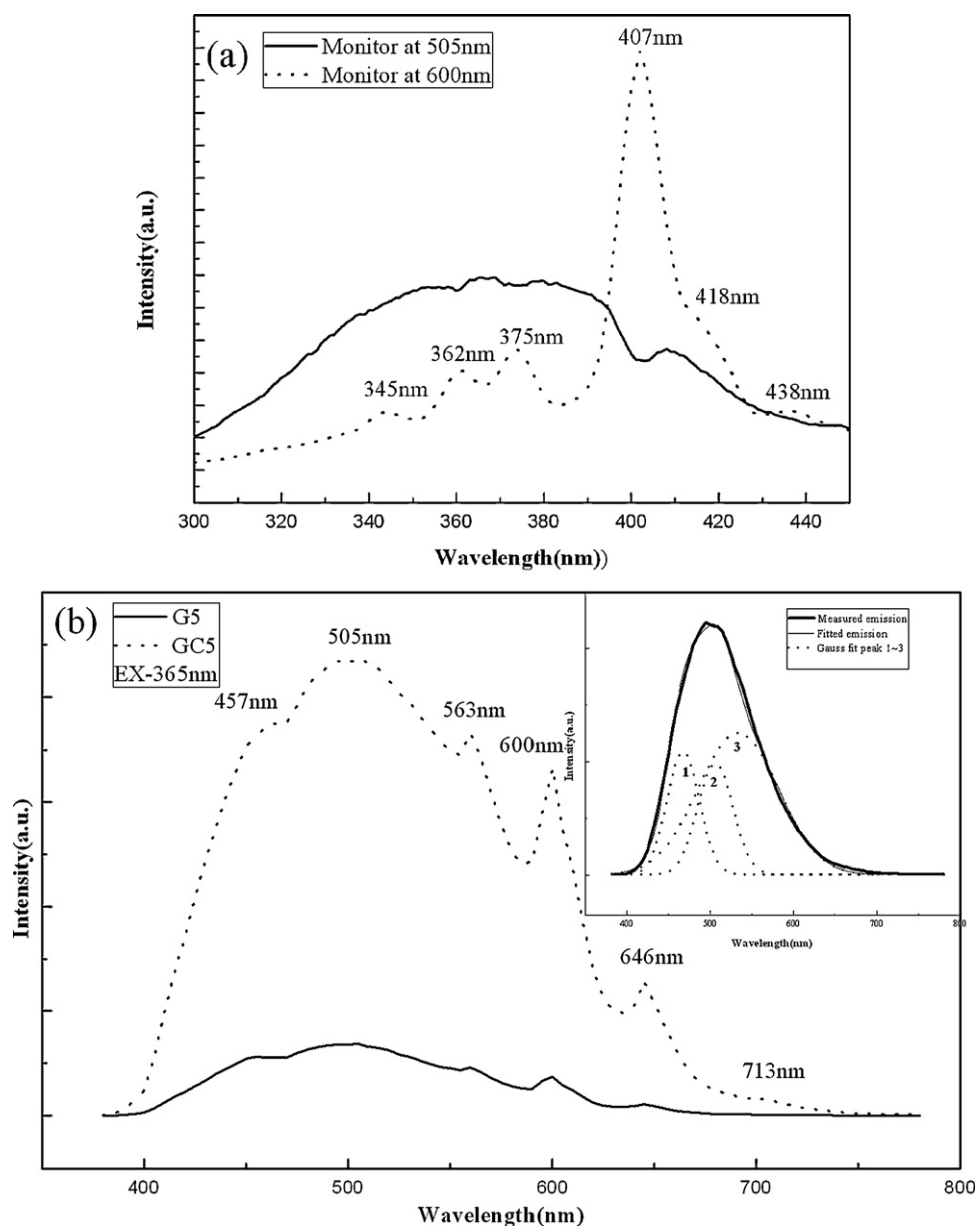 (a)
Monitor at 505nm
Monitor at 600nm
407nm
418nm
375nm
362nm
345nm
438nm
Intensity(a.u.)
300 320 340 360 380 400 420 440
Wavelength(nm))
(b)
G5
GC5
EX-365nm
505nm
457nm
563nm
600nm
646nm
713nm
Intensity(a.u.)
400 500 600 700 800
Wavelength(nm)
Measured emission
Fitted emission
Gauss fit peak 1~3
1
2
3
Intensity(a.u.)
400 500 600 700 800
Wavelength(nm)